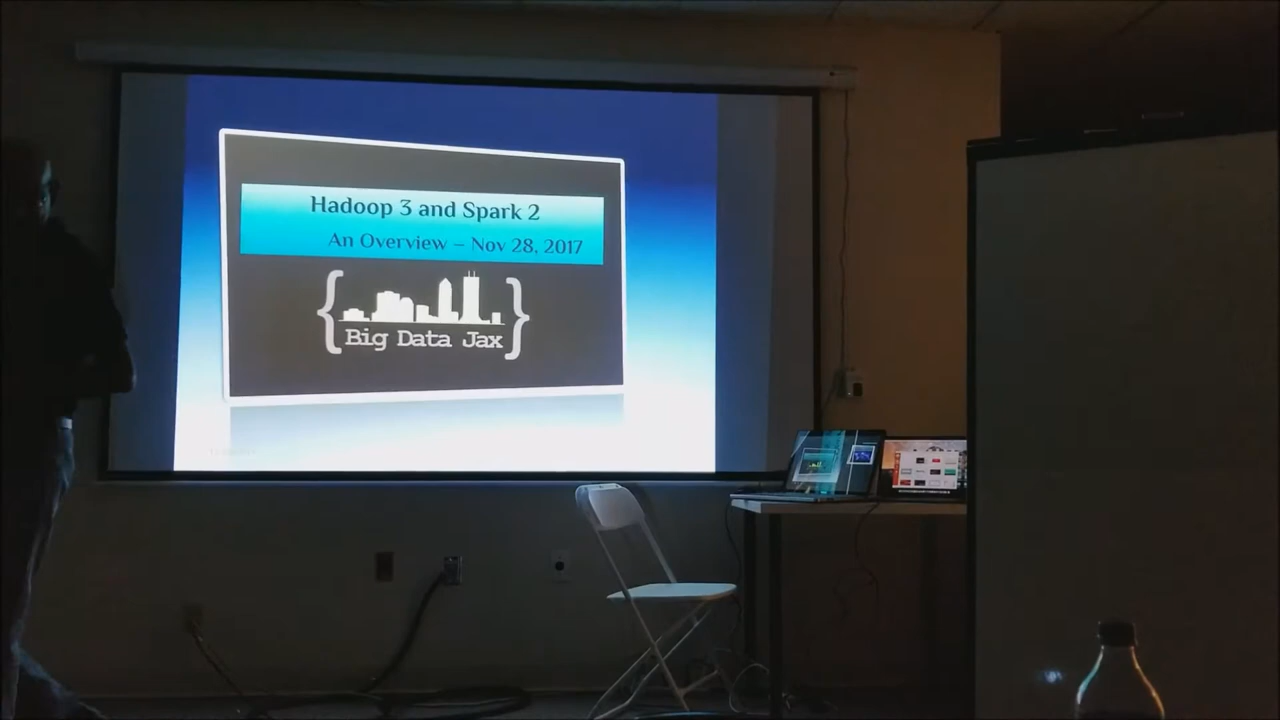 Hadoop 3 and Spark 2
An Overview – Nov 28, 2017
{Big Data Jax}